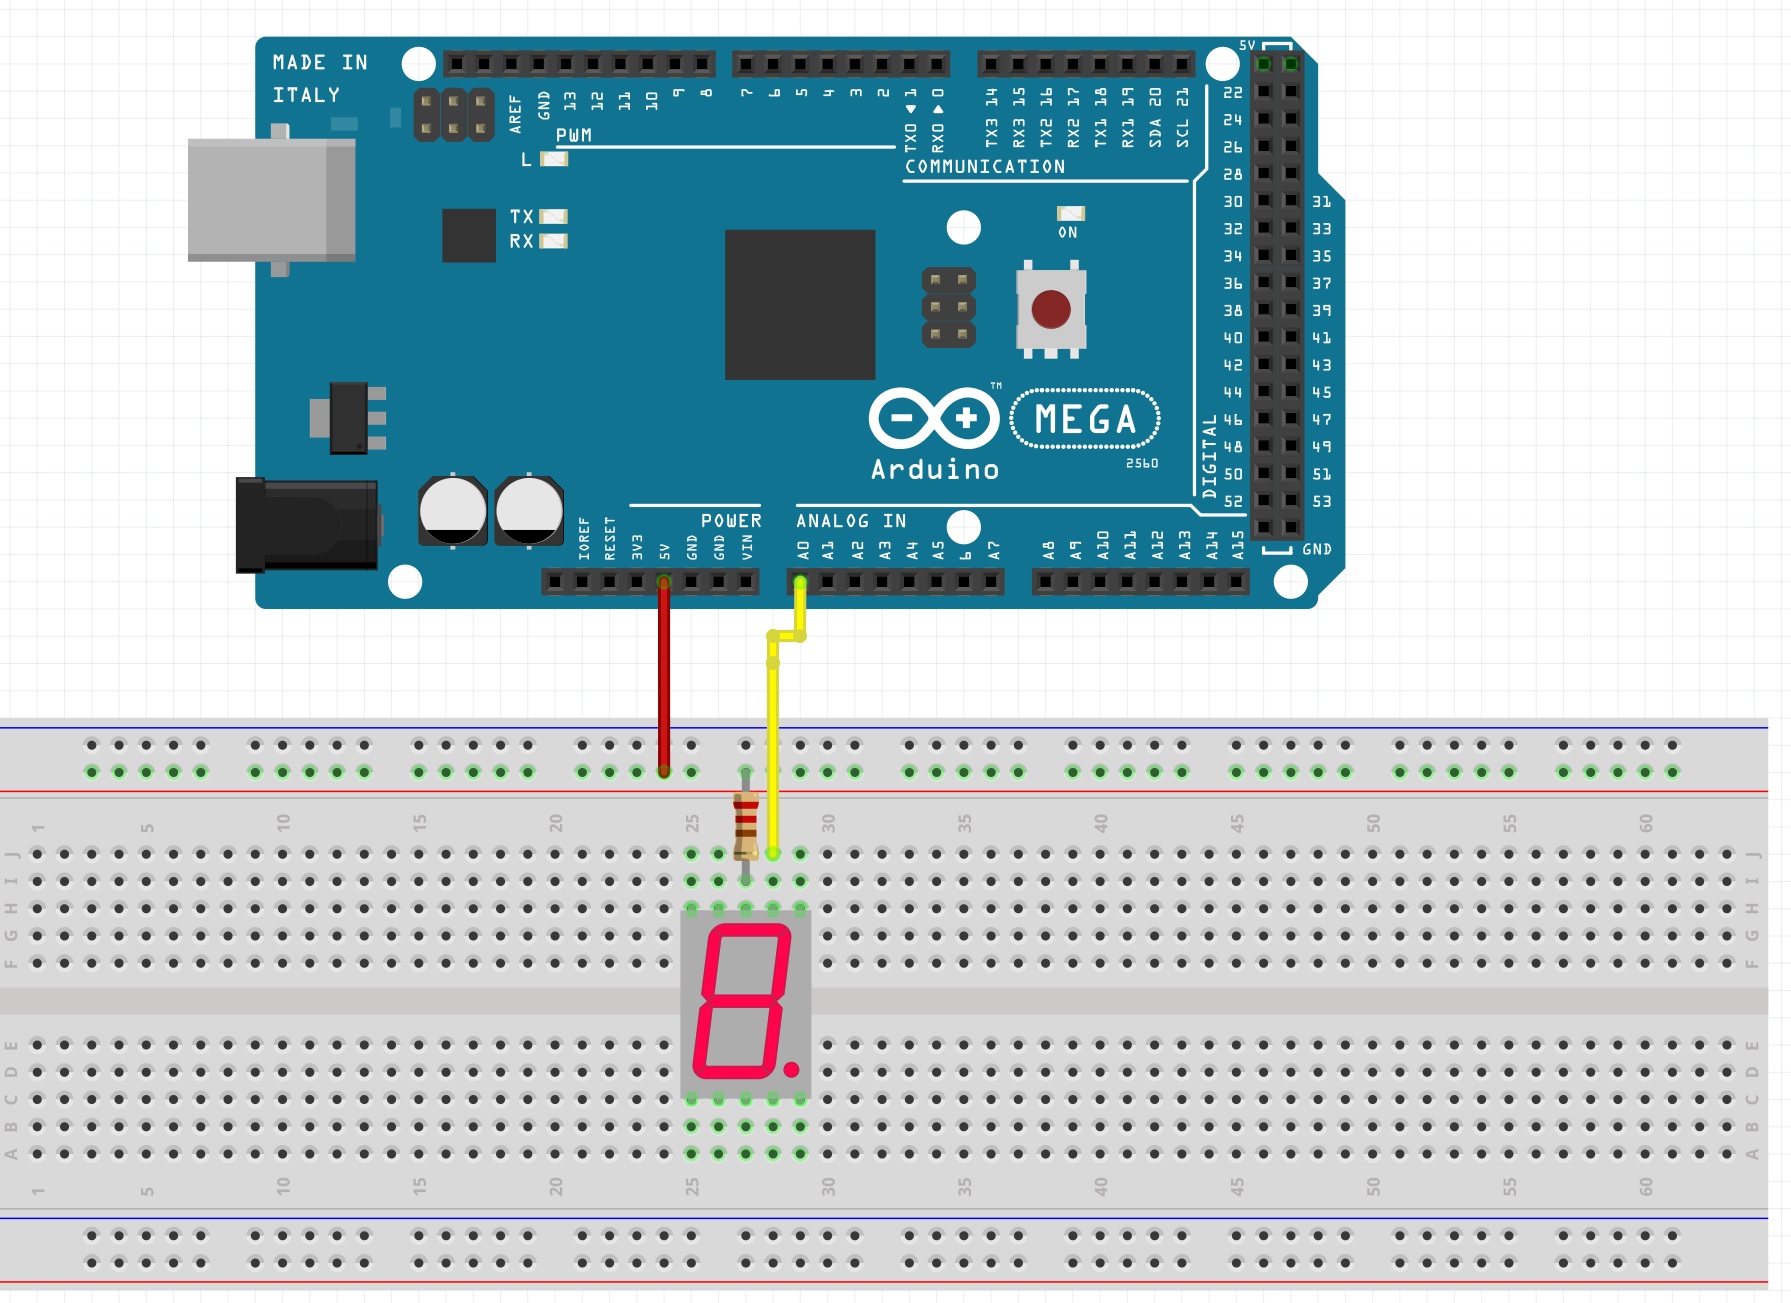 MADE IN
ITALY
AREF
GND
13
12
11
10
9
8
7
6
5
4
3
2
TX0 ◀ 1
RX0 ▶ 0
TX3 14
RX3 15
TX2 16
RX2 17
TX1 18
RX1 19
SDA 20
SCL 21
5V
PWM
COMMUNICATION
L
TX
RX
ON
22
24
26
28
30 31
32 33
34 35
36 37
38 39
40 41
42 43
44 45
46 47
48 49
50 51
52 53
GND
DIGITAL
TM
MEGA
2560
Arduino
POWER
ANALOG IN
IOREF
RESET
3V3
5V
GND
GND
VIN
A0
A1
A2
A3
A4
A5
6
A7
A8
A9
A10
A11
A12
A13
A14
A15
1 5 10 15 20 25 30 35 40 45 50 55 60
J J
I I
H H
G G
F F
8.
E E
D D
C C
B B
A A
1 5 10 15 20 25 30 35 40 45 50 55 60